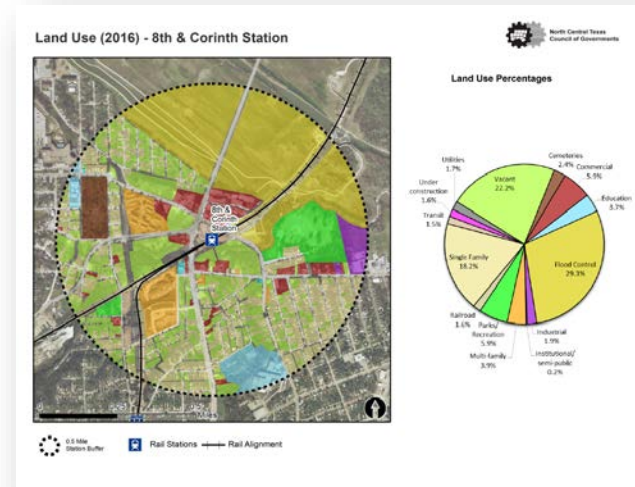 Land Use (2016) - 8th & Corinth Station
North Central Texas
Council of Governments
Land Use Percentages
8th &
Corinth
Station
Miles
0.5 Mile
Station Buffer
Rail Stations
Rail Alignment
Utilities
1.7%
Under
construction
1.6%
Transit
1.5%
Single Family
18.2%
Railroad
1.6%
Parks/
Recreation
5.9%
Multi-family
3.9%
Vacant
22.2%
Cemeteries
2.4%
Commercial
5.9%
Education
3.7%
Flood Control
29.3%
Industrial
1.9%
Institutional/
semi-public
0.2%